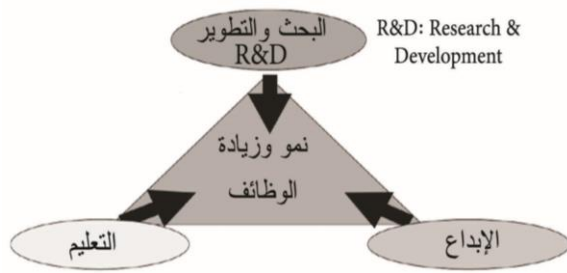 البحث والتطوير
R&D
R&D: Research &
Development
نمو وزيادة
الوظائف
الإبداع
التعليم